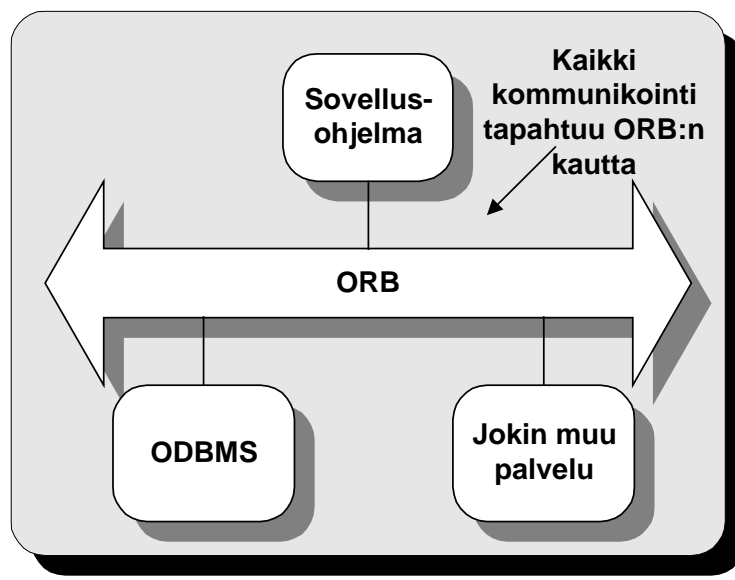 Sovellus-
ohjelma
Kaikki
kommunikointi
tapahtuu ORB:n
kautta
ORB
ODBMS
Jokin muu
palvelu